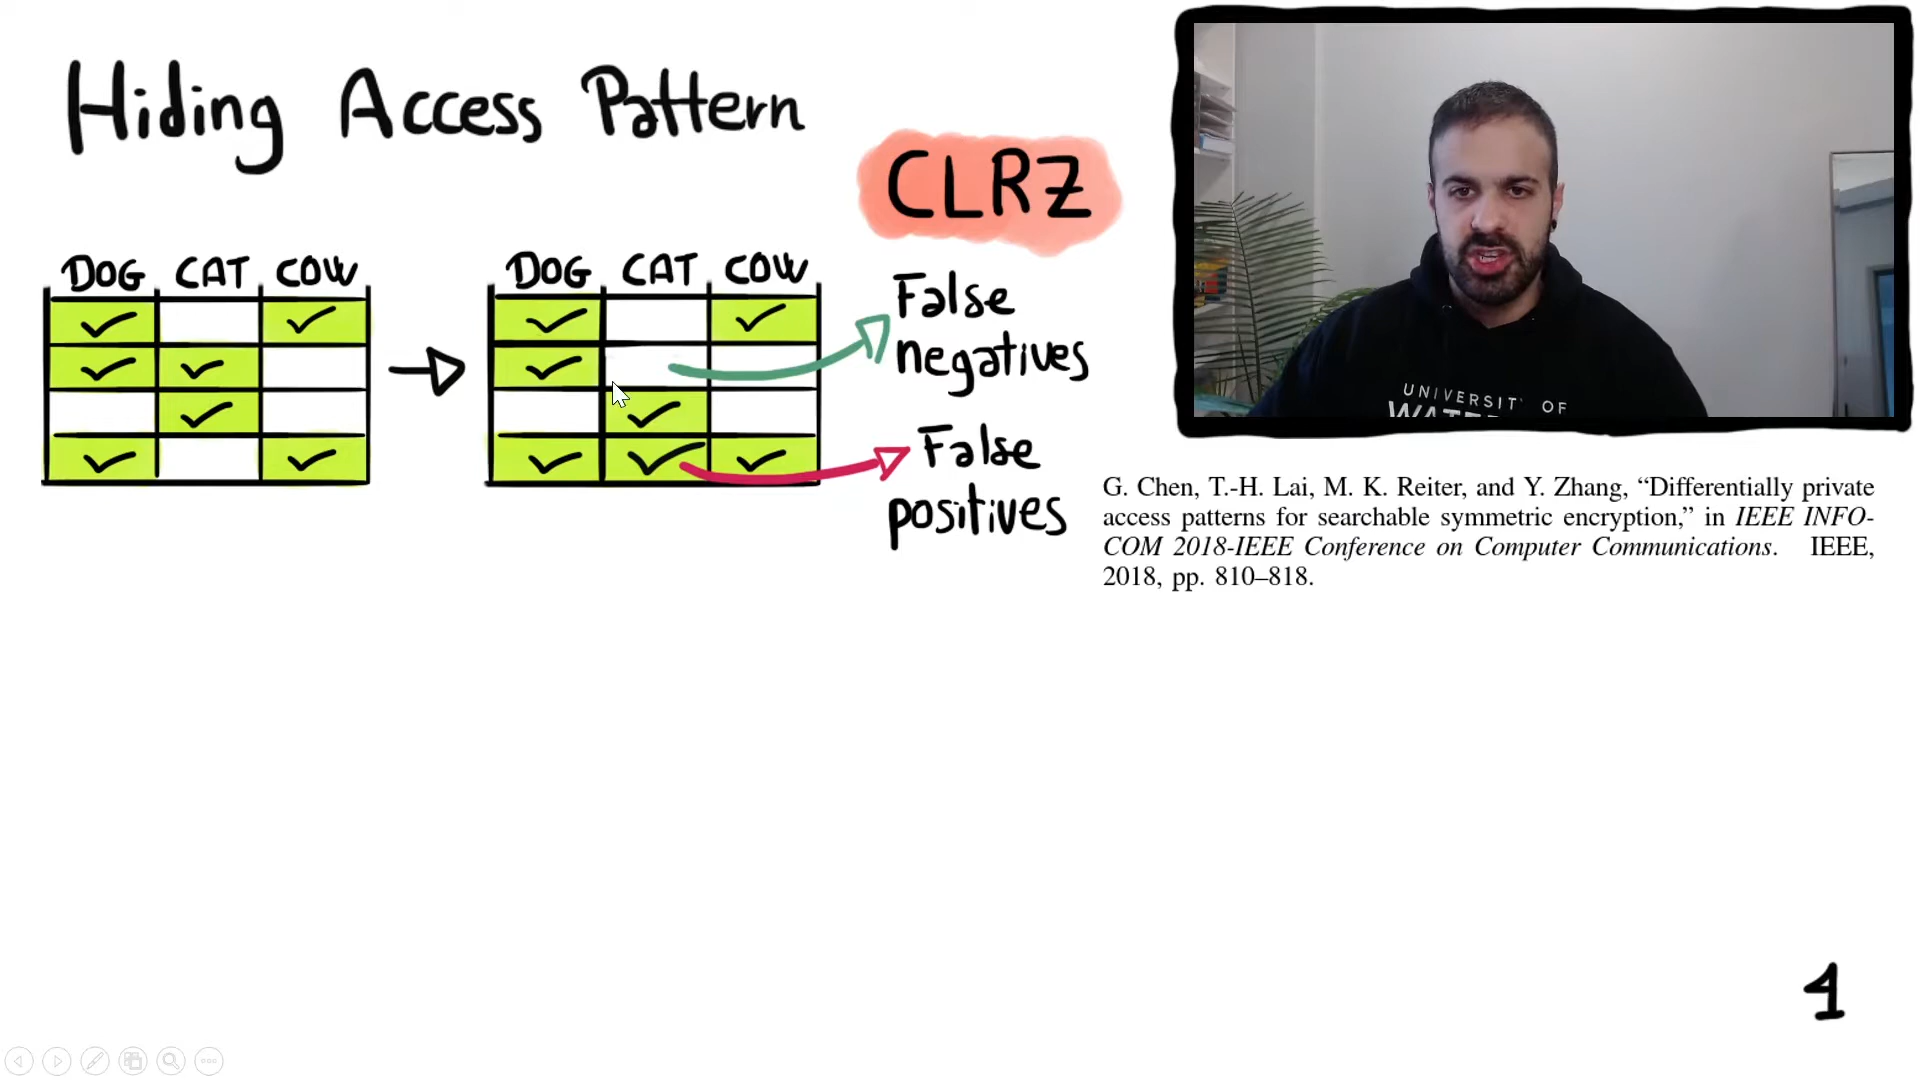 Hiding Access Pattern
CLRZ
DOG CAT COW
DOG CAT COW
False
negatives
False
positives
UNIVERSIT OF
G. Chen, T.-H. Lai, M. K. Reiter, and Y. Zhang, “Differentially private
access patterns for searchable symmetric encryption,” in IEEE INFO-
COM 2018-IEEE Conference on Computer Communications. IEEE,
2018, pp. 810–818.
4